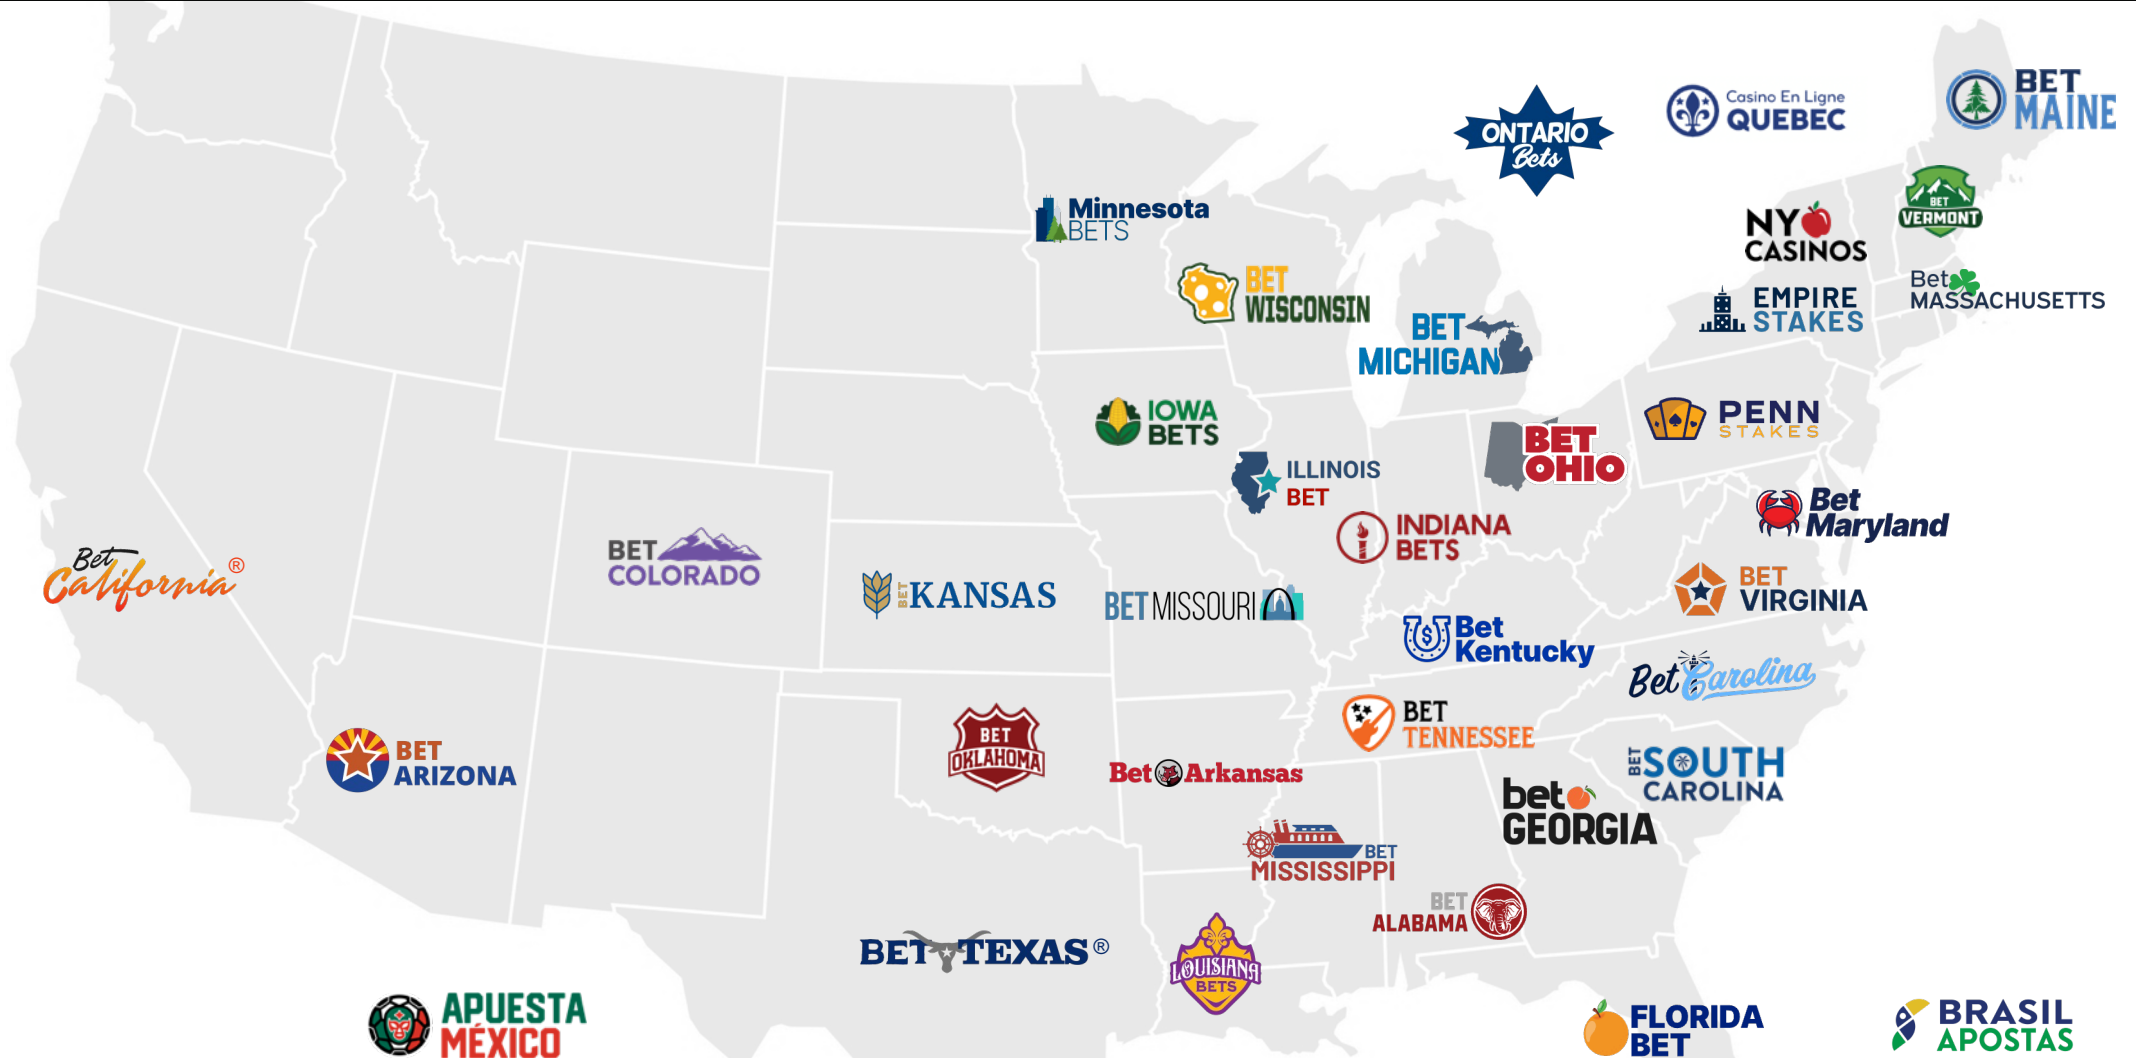 BET
MAINE
Casino En Ligne
QUEBEC
ONTARIO
Bets
BET
VERMONT
NY
CASINOS
Minnesota
BETS
Bet
MASSACHUSETTS
EMPIRE
STAKES
BET
WISCONSIN
BET
MICHIGAN
IOWA
BETS
PENN
STAKES
BET
OHIO
ILLINOIS
BET
Bet
Maryland
INDIANA
BETS
Bet
California®
BET
COLORADO
BET KANSAS
BET MISSOURI
BET
VIRGINIA
Bet
Kentucky
Bet Carolina
BET
ARIZONA
BET
OKLAHOMA
BET
TENNESSEE
Bet Arkansas
BET SOUTH
CAROLINA
bet
GEORGIA
BET
MISSISSIPPI
BET
ALABAMA
BET TEXAS®
LOUISIANA
BETS
APUESTA
MÉXICO
FLORIDA
BET
BRASIL
APOSTAS